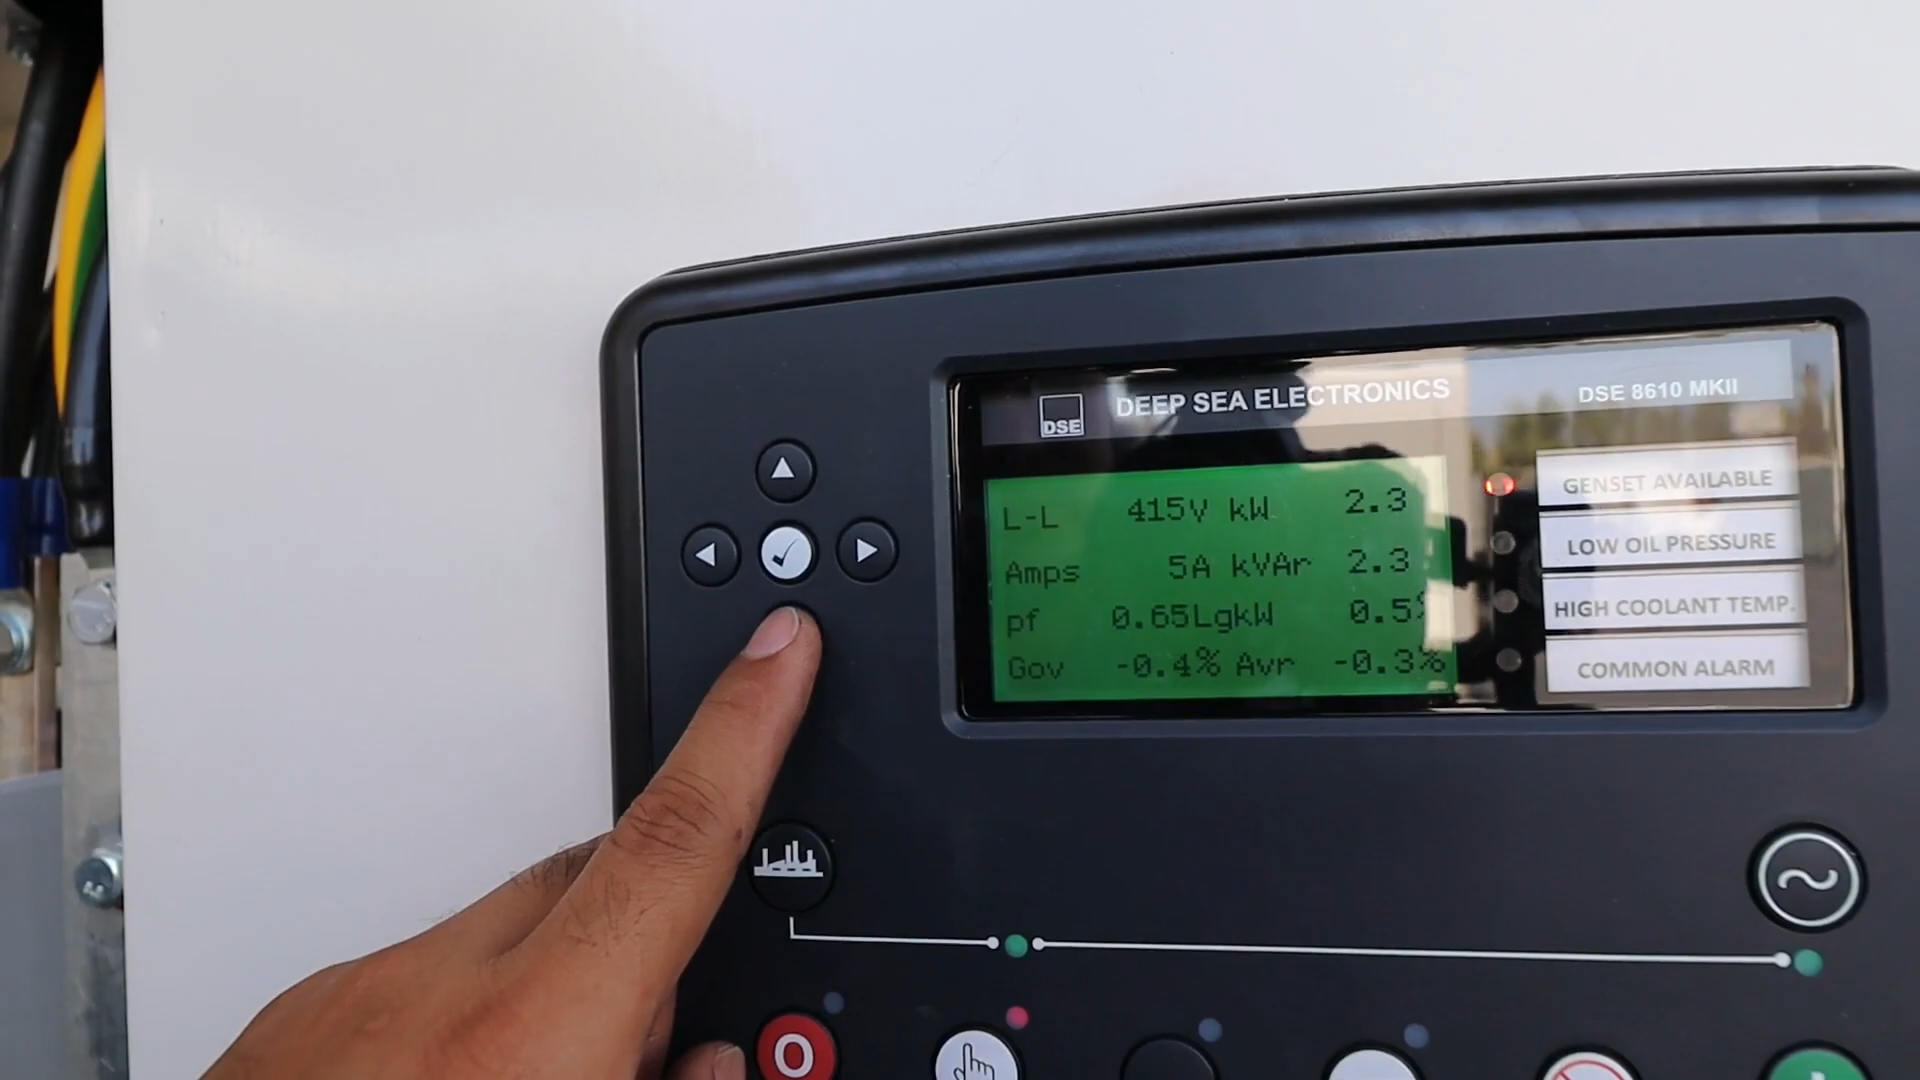 DSE DEEP SEA ELECTRONICS DSE 8610 MKII
L-L 415V kW 2.3
Amps 5A kVAr 2.3
pf 0.65LgkW 0.5%
Gov -0.4% Avr -0.3%
GENSET AVAILABLE
LOW OIL PRESSURE
HIGH COOLANT TEMP.
COMMON ALARM
O